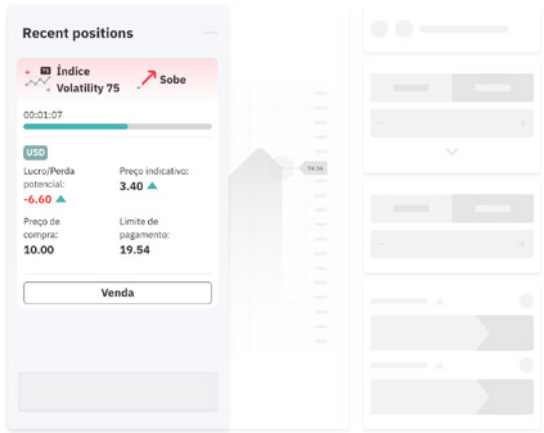 Recent positions
75 Índice
Volatility 75
Sobe
00:01:07
USD
Lucro/Perda
potencial:
-6.60
Preço indicativo:
3.40
Preço de
compra:
10.00
Limite de
pagamento:
19.54
Venda